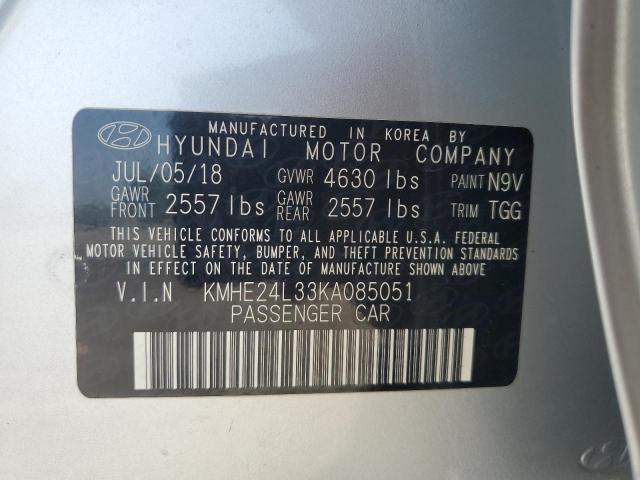 MANUFACTURED IN KOREA BY
HYUNDAI MOTOR COMPANY
JUL/05/18 GVWR 4630 lbs PAINT N9V
GAWR FRONT 2557 lbs GAWR REAR 2557 lbs TRIM TGG
THIS VEHICLE CONFORMS TO ALL APPLICABLE U.S.A. FEDERAL
MOTOR VEHICLE SAFETY, BUMPER, AND THEFT PREVENTION STANDARDS
IN EFFECT ON THE DATE OF MANUFACTURE SHOWN ABOVE
V.I.N KMHE24L33KA085051
PASSENGER CAR